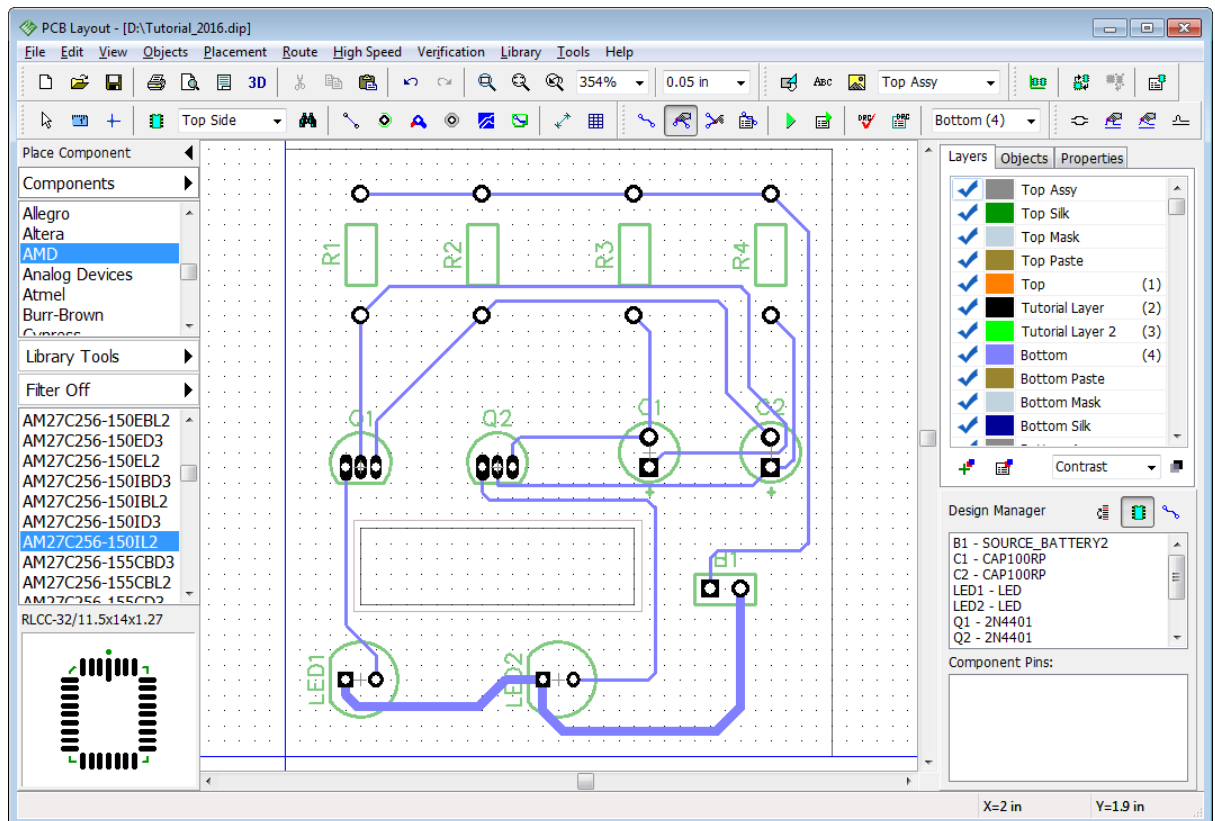 PCB Layout - [D:\Tutorial_2016.dip]
File Edit View Objects Placement Route High Speed Verification Library Tools Help
3D 354% 0.05 in ABC Top Assy
Top Side DRC DRC Bottom (4)
Place Component
Components
Allegro
Altera
AMD
Analog Devices
Atmel
Burr-Brown
Cypress
Library Tools
Filter Off
AM27C256-150EBL2
AM27C256-150ED3
AM27C256-150EL2
AM27C256-150IBD3
AM27C256-150IBL2
AM27C256-150ID3
AM27C256-150IL2
AM27C256-155CBD3
AM27C256-155CBL2
AM27C256-155CD3
RLCC-32/11.5x14x1.27
R1 R2 R3 R4
Q1 Q2 C1 C2
+ +
B1
LED1 LED2
Layers Objects Properties
Top Assy
Top Silk
Top Mask
Top Paste
Top (1)
Tutorial Layer (2)
Tutorial Layer 2 (3)
Bottom (4)
Bottom Paste
Bottom Mask
Bottom Silk
Contrast
Design Manager
B1 - SOURCE_BATTERY2
C1 - CAP100RP
C2 - CAP100RP
LED1 - LED
LED2 - LED
Q1 - 2N4401
Q2 - 2N4401
Component Pins:
X=2 in Y=1.9 in